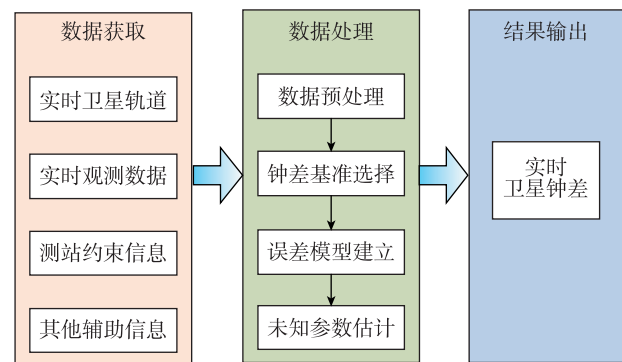 数据获取
实时卫星轨道
实时观测数据
测站约束信息
其他辅助信息
数据处理
数据预处理
钟差基准选择
误差模型建立
未知参数估计
结果输出
实时
卫星钟差